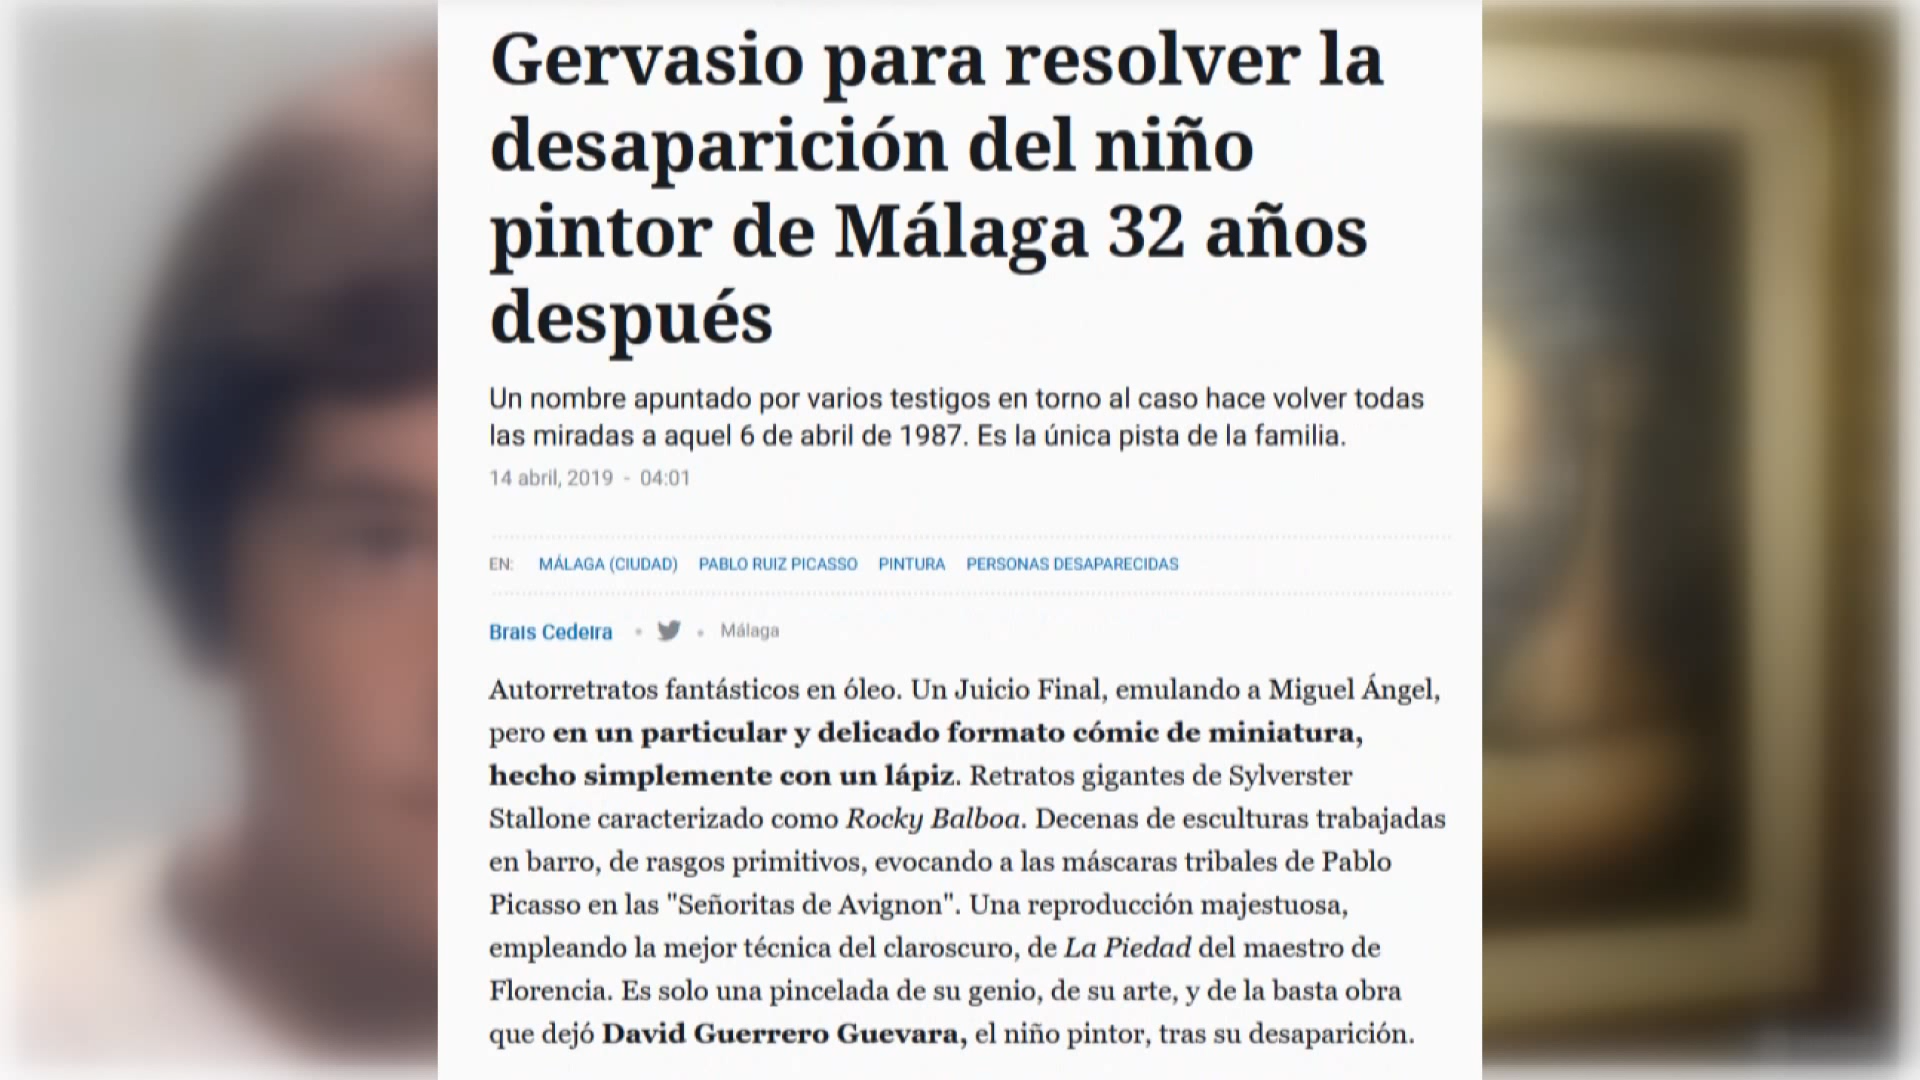 Gervasio para resolver la
desaparición del niño
pintor de Málaga 32 años
después
Un nombre apuntado por varios testigos en torno al caso hace volver todas
las miradas a aquel 6 de abril de 1987. Es la única pista de la familia.
14 abril, 2019 - 04:01
EN: MÁLAGA (CIUDAD) PABLO RUIZ PICASSO PINTURA PERSONAS DESAPARECIDAS
Brais Cedeira • • Málaga
Autorretratos fantásticos en óleo. Un Juicio Final, emulando a Miguel Ángel,
pero en un particular y delicado formato cómic de miniatura,
hecho simplemente con un lápiz. Retratos gigantes de Sylverster
Stallone caracterizado como Rocky Balboa. Decenas de esculturas trabajadas
en barro, de rasgos primitivos, evocando a las máscaras tribales de Pablo
Picasso en las "Señoritas de Avignon". Una reproducción majestuosa,
empleando la mejor técnica del claroscuro, de La Piedad del maestro de
Florencia. Es solo una pincelada de su genio, de su arte, y de la basta obra
que dejó David Guerrero Guevara, el niño pintor, tras su desaparición.